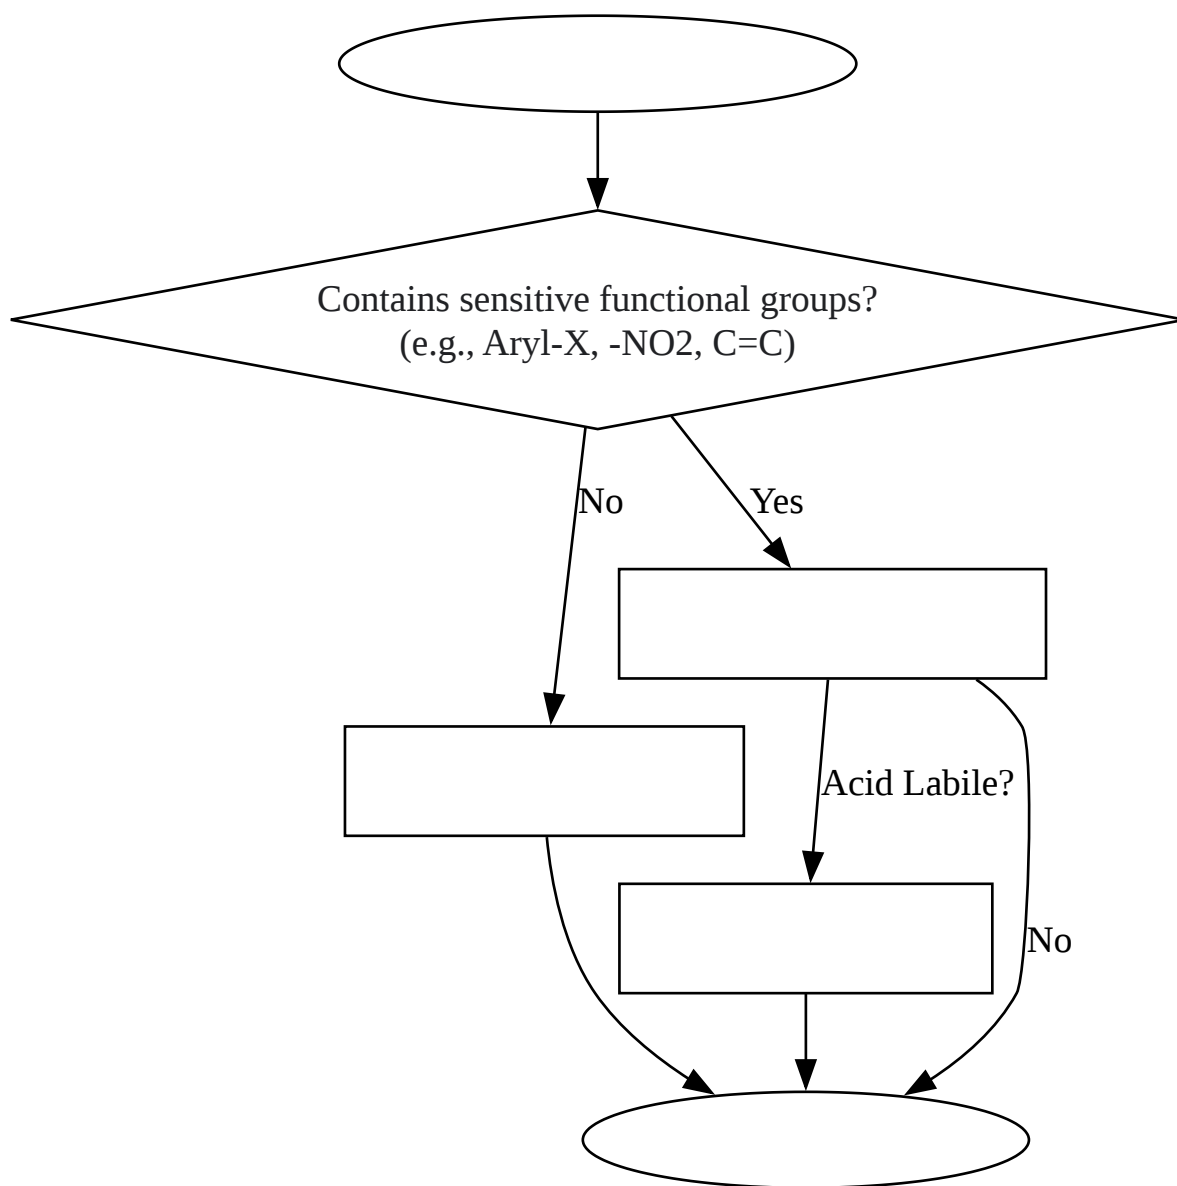 Contains sensitive functional groups?
(e.g., Aryl-X, -NO2, C=C)
No
Yes
Acid Labile?
No